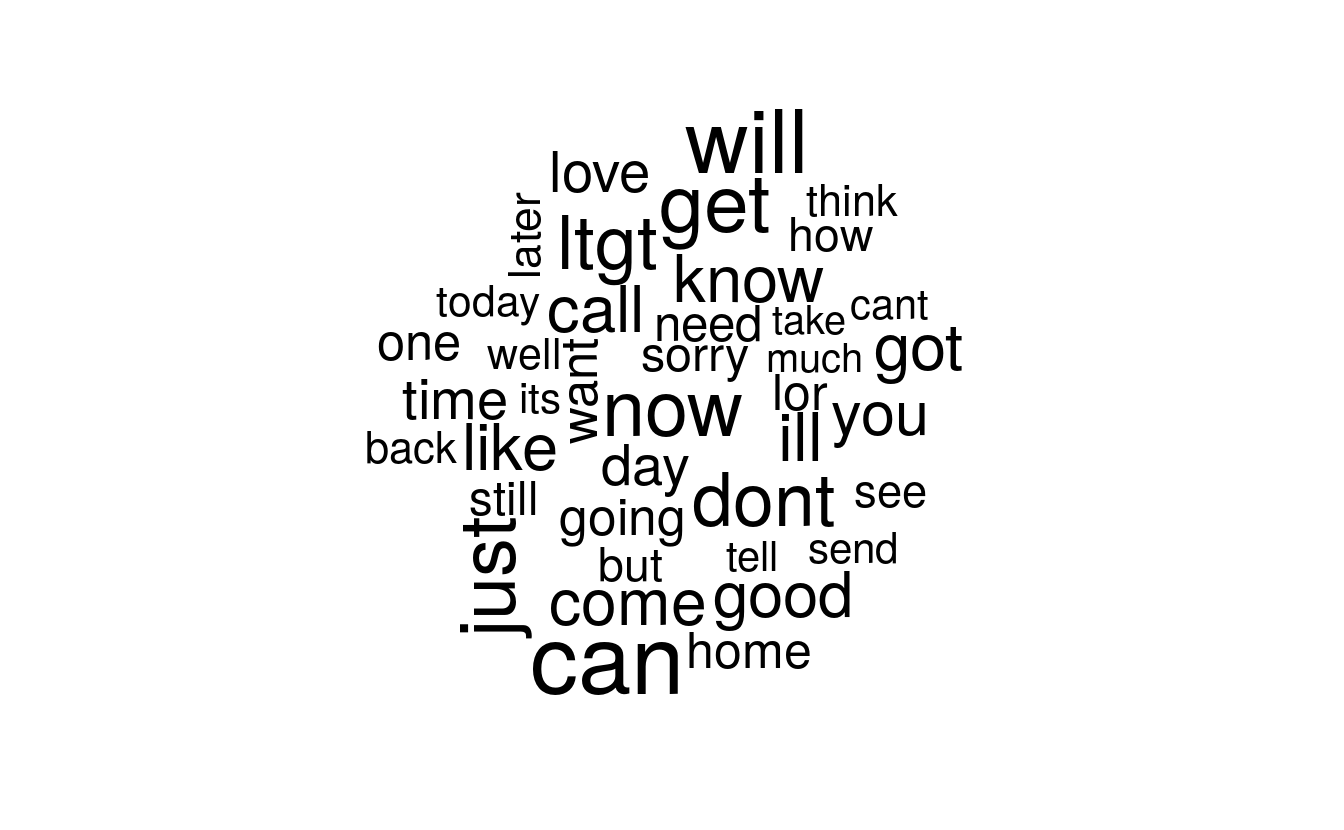 will
love
get
think
later
ltgt
how
know
today
call
need
take
cant
one
well
want
sorry
much
got
time
its
now
lor
you
back
like
ill
day
still
going
dont
see
just
but
tell
send
come
good
can
home